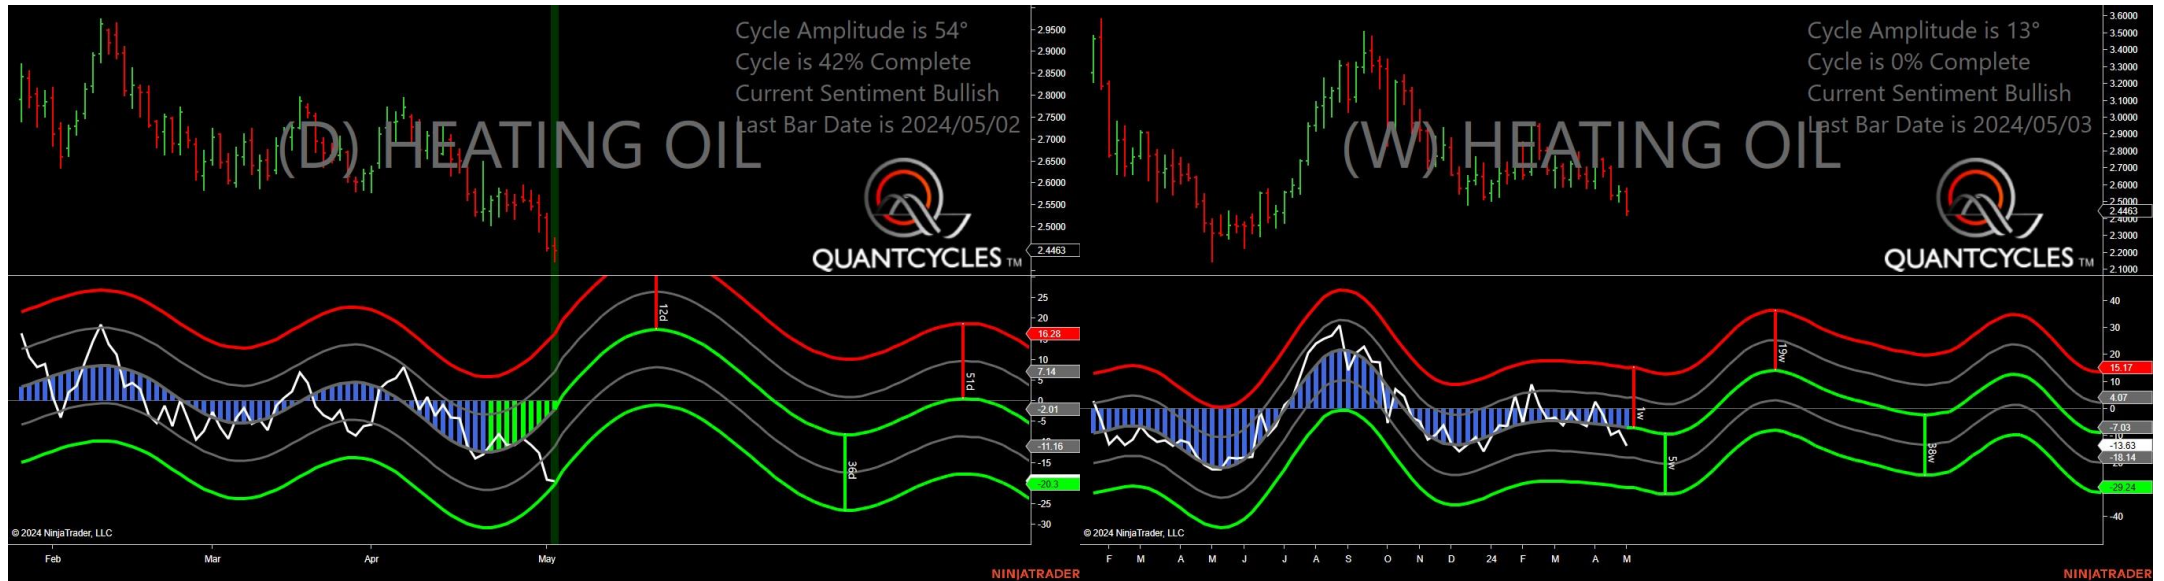 Cycle Amplitude is 54°
Cycle is 42% Complete
Current Sentiment Bullish
Last Bar Date is 2024/05/02
(D) HEATING OIL
QUANTCYCLES TM
2.9500
2.9000
2.8500
2.8000
2.7500
2.7000
2.6500
2.6000
2.5500
2.5000
2.4463
12d
36d
51d
25
20
16.28
10
7.14
5
0
-2.01
-5
-11.16
-15
-20.3
-25
-30
© 2024 NinjaTrader, LLC
Feb Mar Apr May
NINJATRADER
Cycle Amplitude is 13°
Cycle is 0% Complete
Current Sentiment Bullish
Last Bar Date is 2024/05/03
(W) HEATING OIL
QUANTCYCLES TM
3.6000
3.5000
3.4000
3.3000
3.2000
3.1000
3.0000
2.9000
2.8000
2.7000
2.6000
2.5000
2.4463
2.4000
2.3000
2.2000
2.1000
1w
5w
19w
38w
40
30
20
15.17
10
4.07
0
-7.03
-10
-13.63
-18.14
-29.24
-40
© 2024 NinjaTrader, LLC
F M A M J J A S O N D 24 F M A M
NINJATRADER